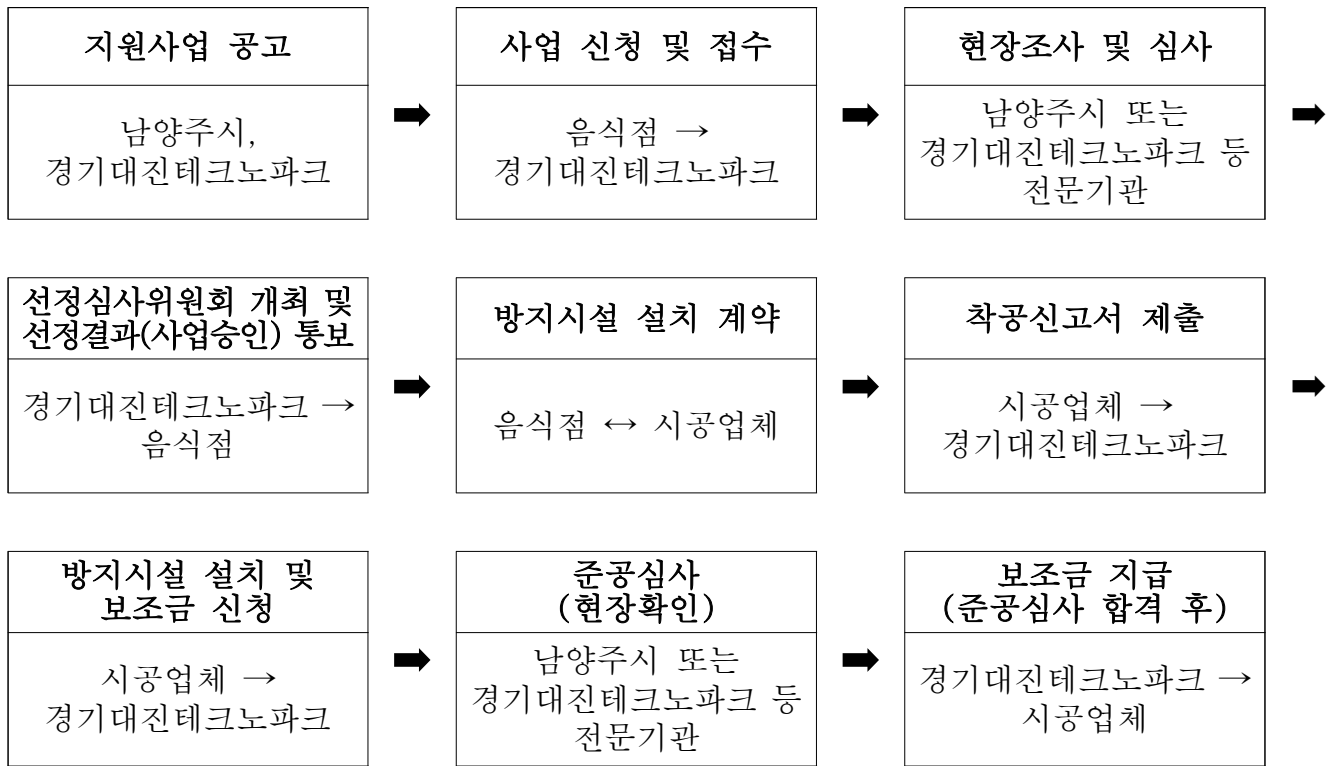 지원사업 공고
남양주시,
경기대진테크노파크
사업 신청 및 접수
음식점 →
경기대진테크노파크
현장조사 및 심사
남양주시 또는
경기대진테크노파크 등
전문기관
선정심사위원회 개최 및
선정결과(사업승인) 통보
경기대진테크노파크 →
음식점
방지시설 설치 계약
음식점 ↔ 시공업체
착공신고서 제출
시공업체 →
경기대진테크노파크
방지시설 설치 및
보조금 신청
시공업체 →
경기대진테크노파크
준공심사
(현장확인)
남양주시 또는
경기대진테크노파크 등
전문기관
보조금 지급
(준공심사 합격 후)
경기대진테크노파크 →
시공업체